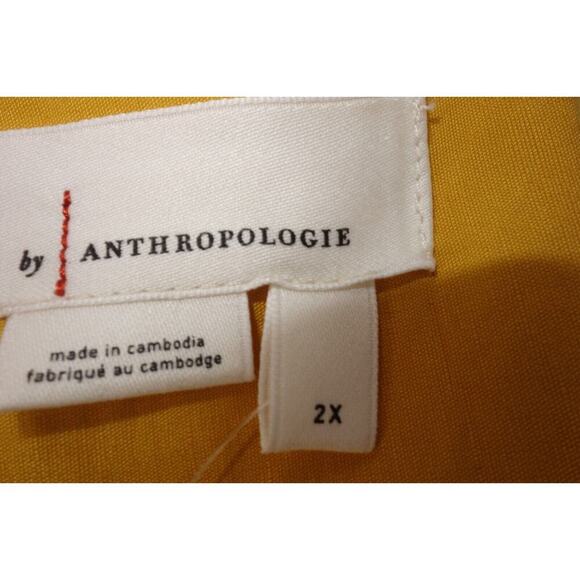 by ANTHROPOLOGIE
made in cambodia
fabriqué au cambodge
2X